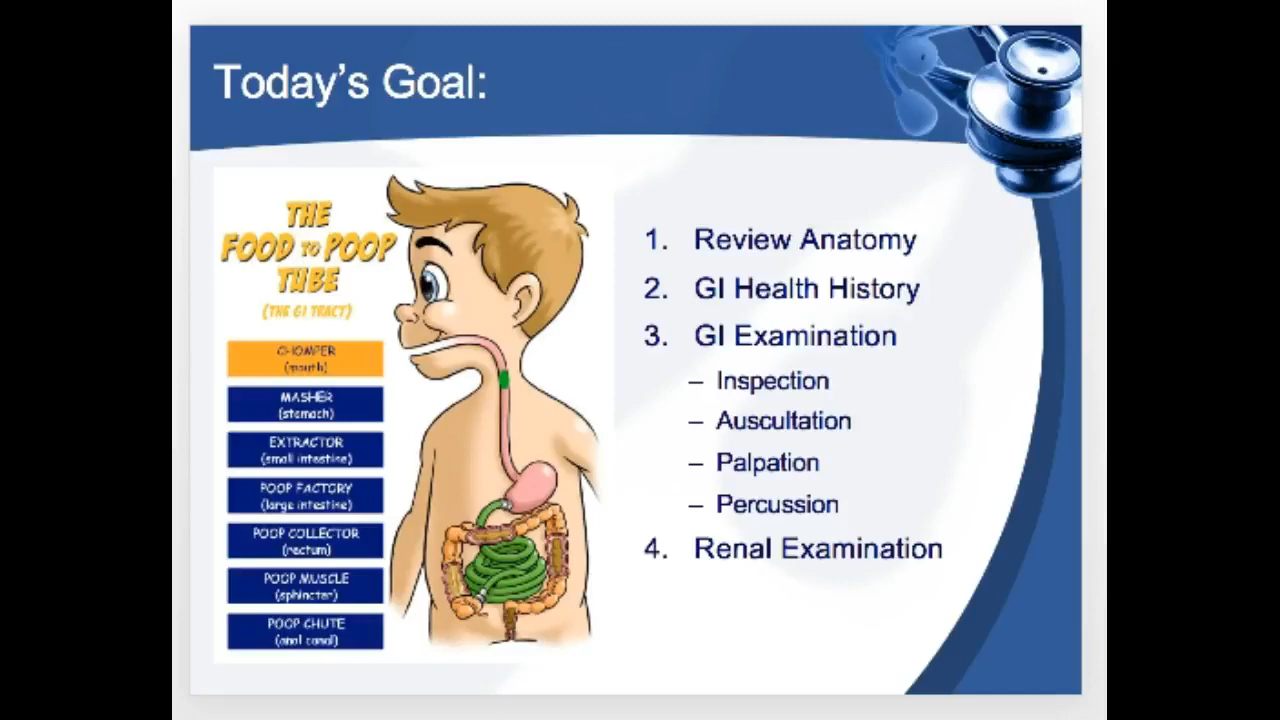 Today's Goal:
THE
FOOD TO POOP
TUBE
(THE GI TRACT)
CHOMPER
(mouth)
MASHER
(stomach)
EXTRACTOR
(small intestine)
POOP FACTORY
(large intestine)
POOP COLLECTOR
(rectum)
POOP MUSCLE
(sphincter)
POOP CHUTE
(anal canal)
1. Review Anatomy
2. GI Health History
3. GI Examination
– Inspection
– Auscultation
– Palpation
– Percussion
4. Renal Examination